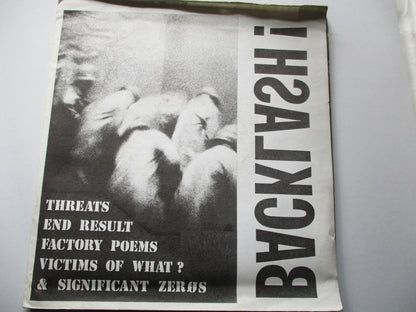 BACKLASH!
THREATS
END RESULT
FACTORY POEMS
VICTIMS OF WHAT?
& SIGNIFICANT ZERØS